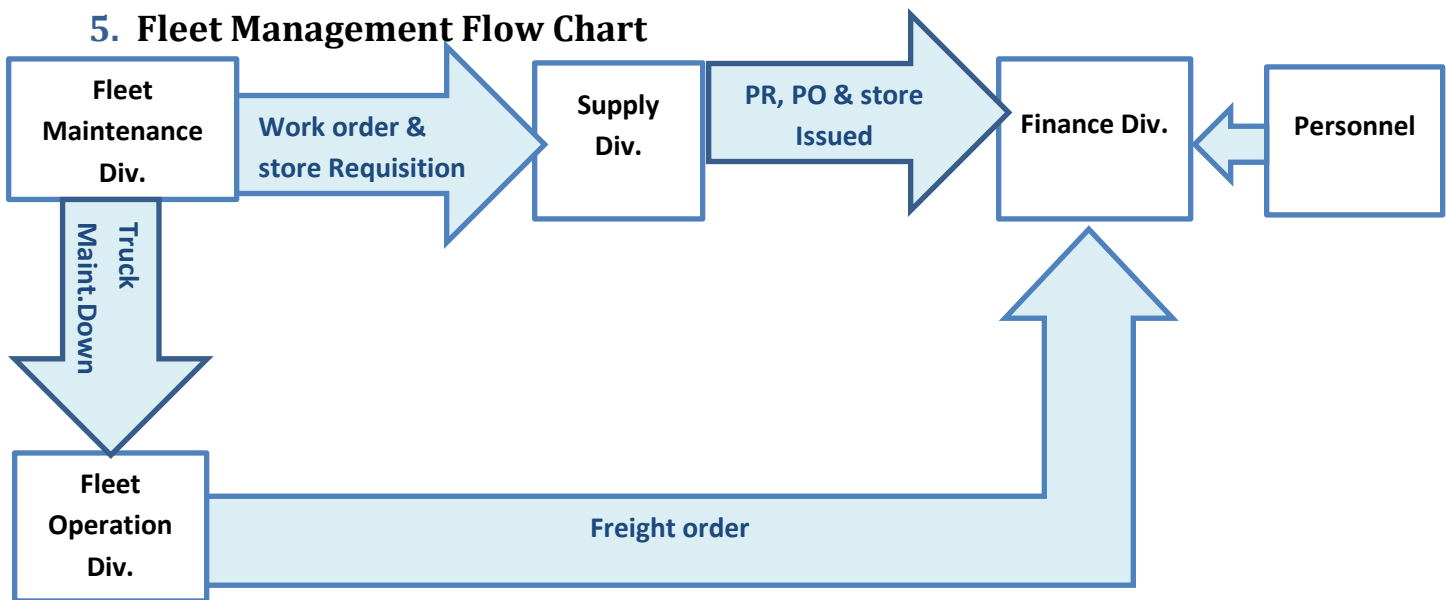 5. Fleet Management Flow Chart
Fleet
Maintenance
Div.
Work order &
store Requisition
Supply
Div.
PR, PO & store
Issued
Finance Div.
Personnel
Truck
Maint.Down
Fleet
Operation
Div.
Freight order